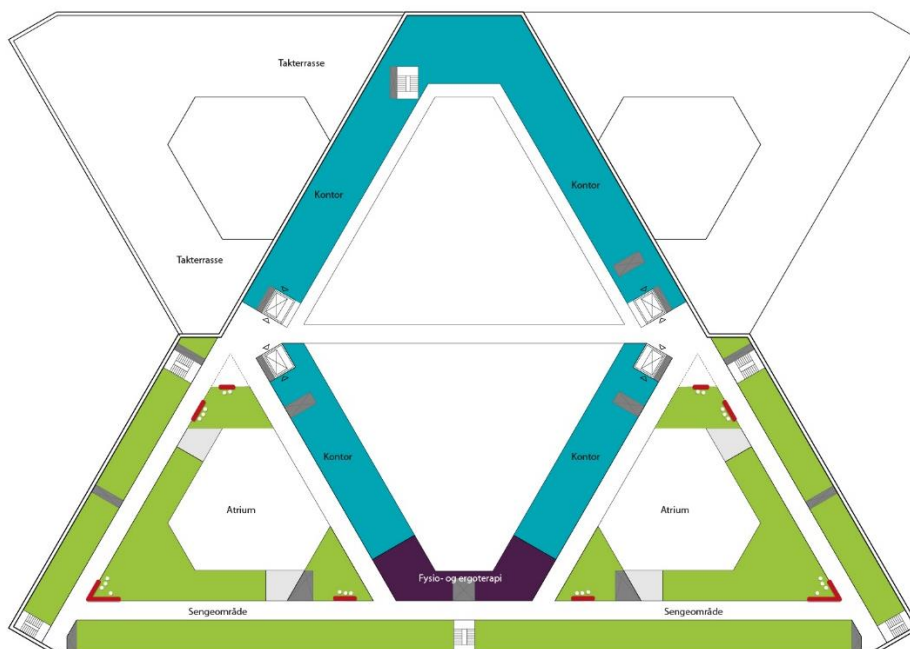 Takterrasse
Kontor
Kontor
Takterrasse
Kontor
Kontor
Atrium
Atrium
Fysio- og ergoterapi
Sengeområde
Sengeområde